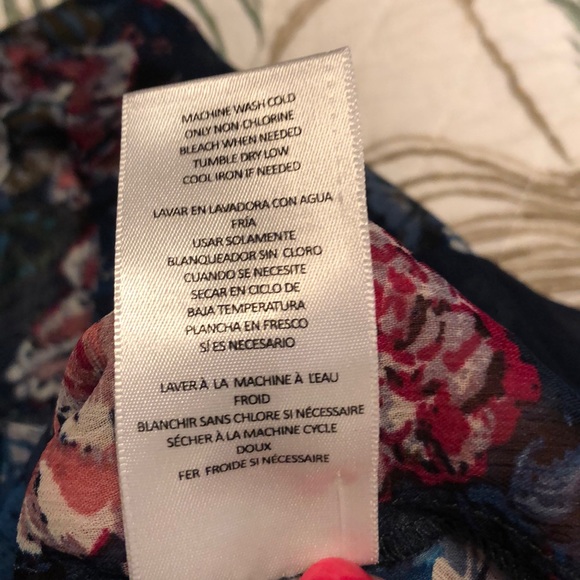 MACHINE WASH COLD
ONLY NON-CHLORINE
BLEACH WHEN NEEDED
TUMBLE DRY LOW
COOL IRON IF NEEDED
LAVAR EN LAVADORA CON AGUA
FRÍA
USAR SOLAMENTE
BLANQUEADOR SIN CLORO
CUANDO SE NECESITE
SECAR EN CICLO DE
BAJA TEMPERATURA
PLANCHA EN FRESCO
SÍ ES NECESARIO
LAVER À LA MACHINE À L'EAU
FROID
BLANCHIR SANS CHLORE SI NÉCESSAIRE
SÉCHER À LA MACHINE CYCLE
DOUX
FER FROIDE SI NÉCESSAIRE